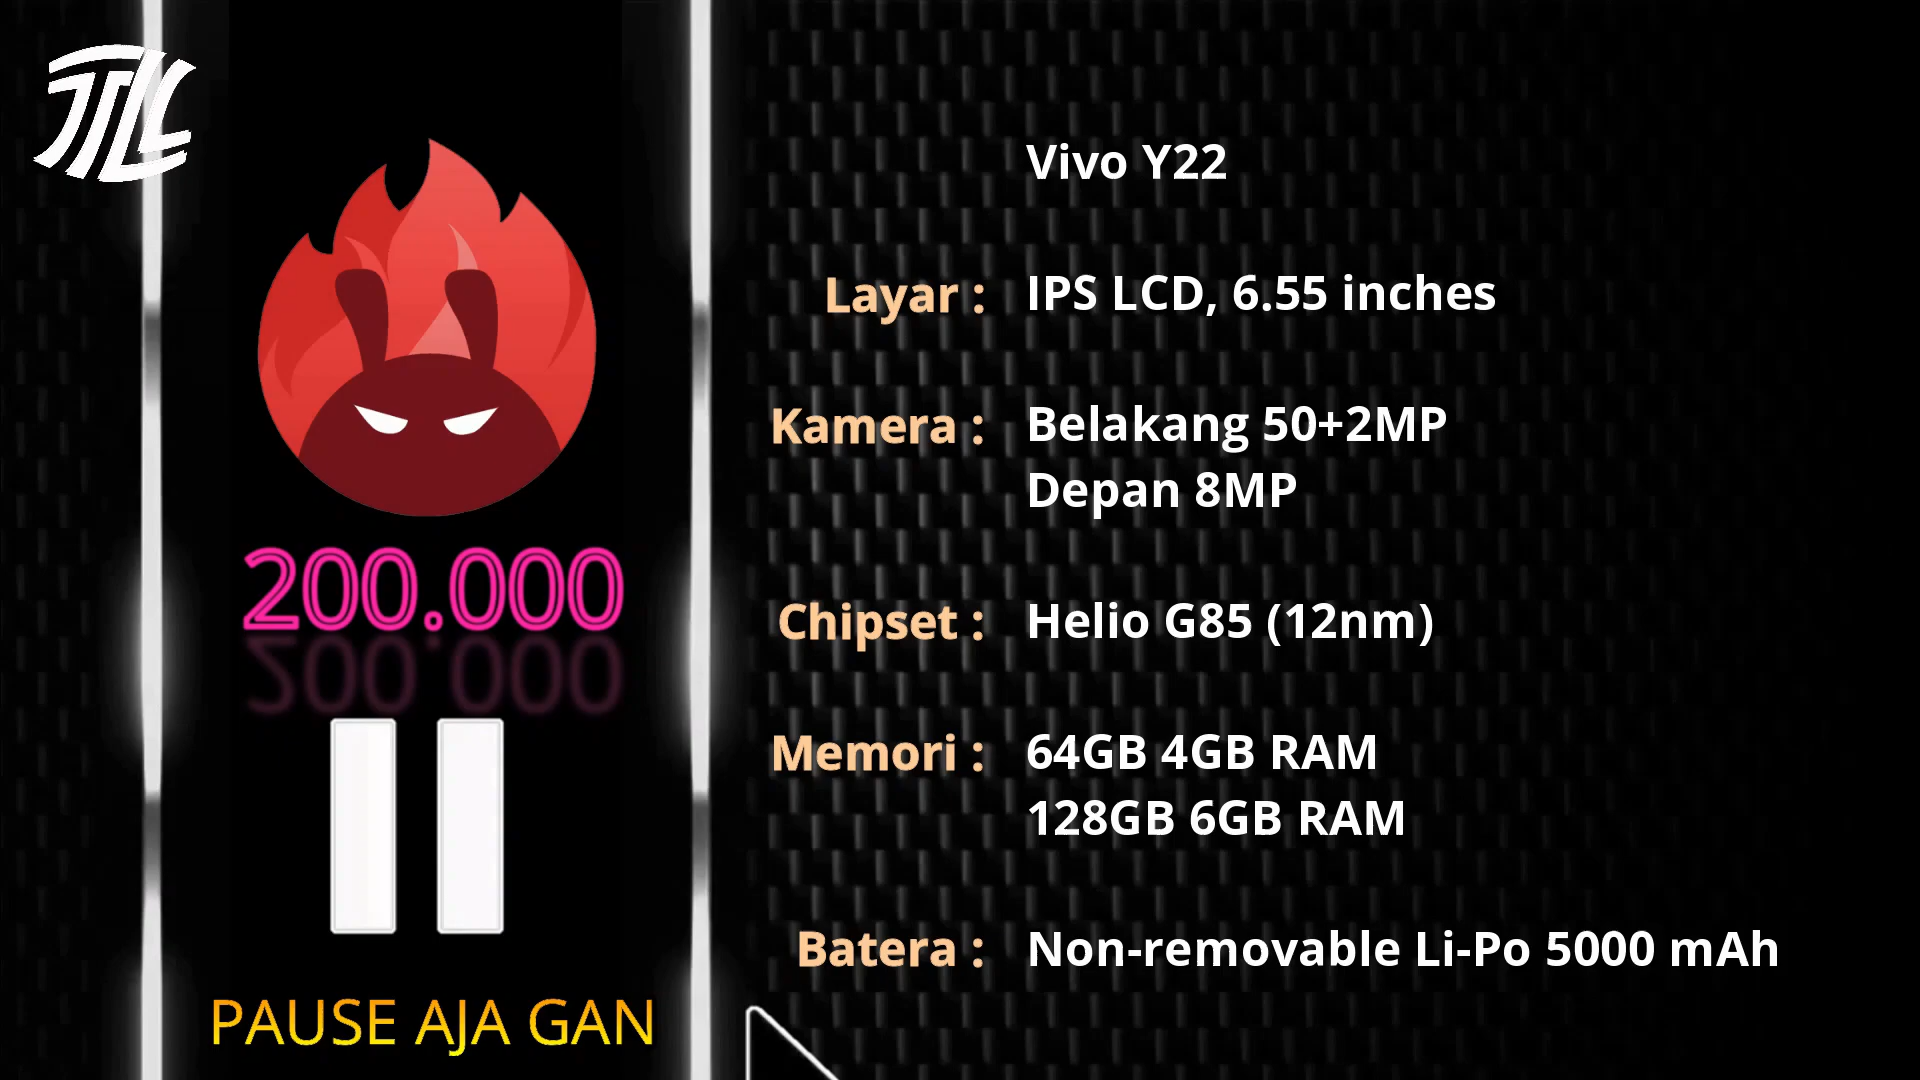 TLC
200.000
PAUSE AJA GAN
Vivo Y22
Layar : IPS LCD, 6.55 inches
Kamera : Belakang 50+2MP
Depan 8MP
Chipset : Helio G85 (12nm)
Memori : 64GB 4GB RAM
128GB 6GB RAM
Batera : Non-removable Li-Po 5000 mAh